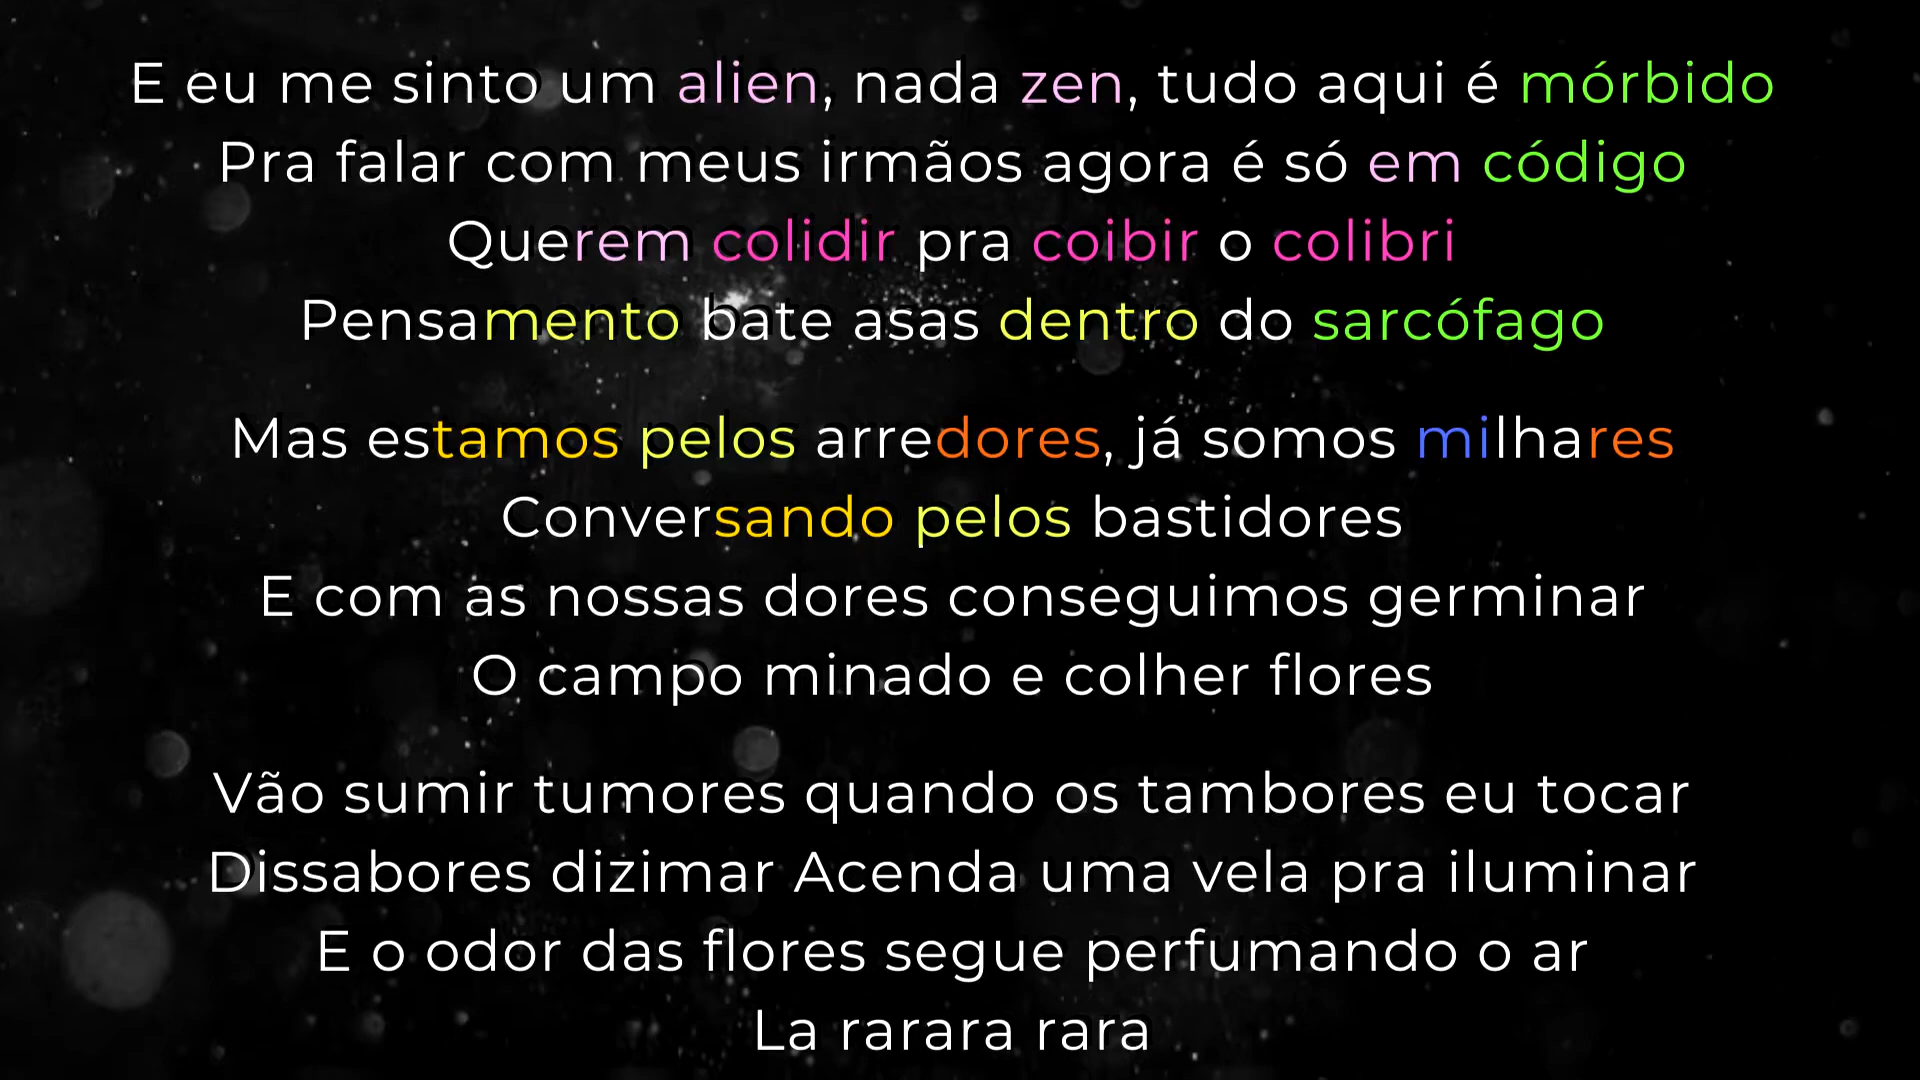 E eu me sinto um alien, nada zen, tudo aqui é mórbido
Pra falar com meus irmãos agora é só em código
Querem colidir pra coibir o colibri
Pensamento bate asas dentro do sarcófago
Mas estamos pelos arredores, já somos milhares
Conversando pelos bastidores
E com as nossas dores conseguimos germinar
O campo minado e colher flores
Vão sumir tumores quando os tambores eu tocar
Dissabores dizimar Acenda uma vela pra iluminar
E o odor das flores segue perfumando o ar
La rarara rara